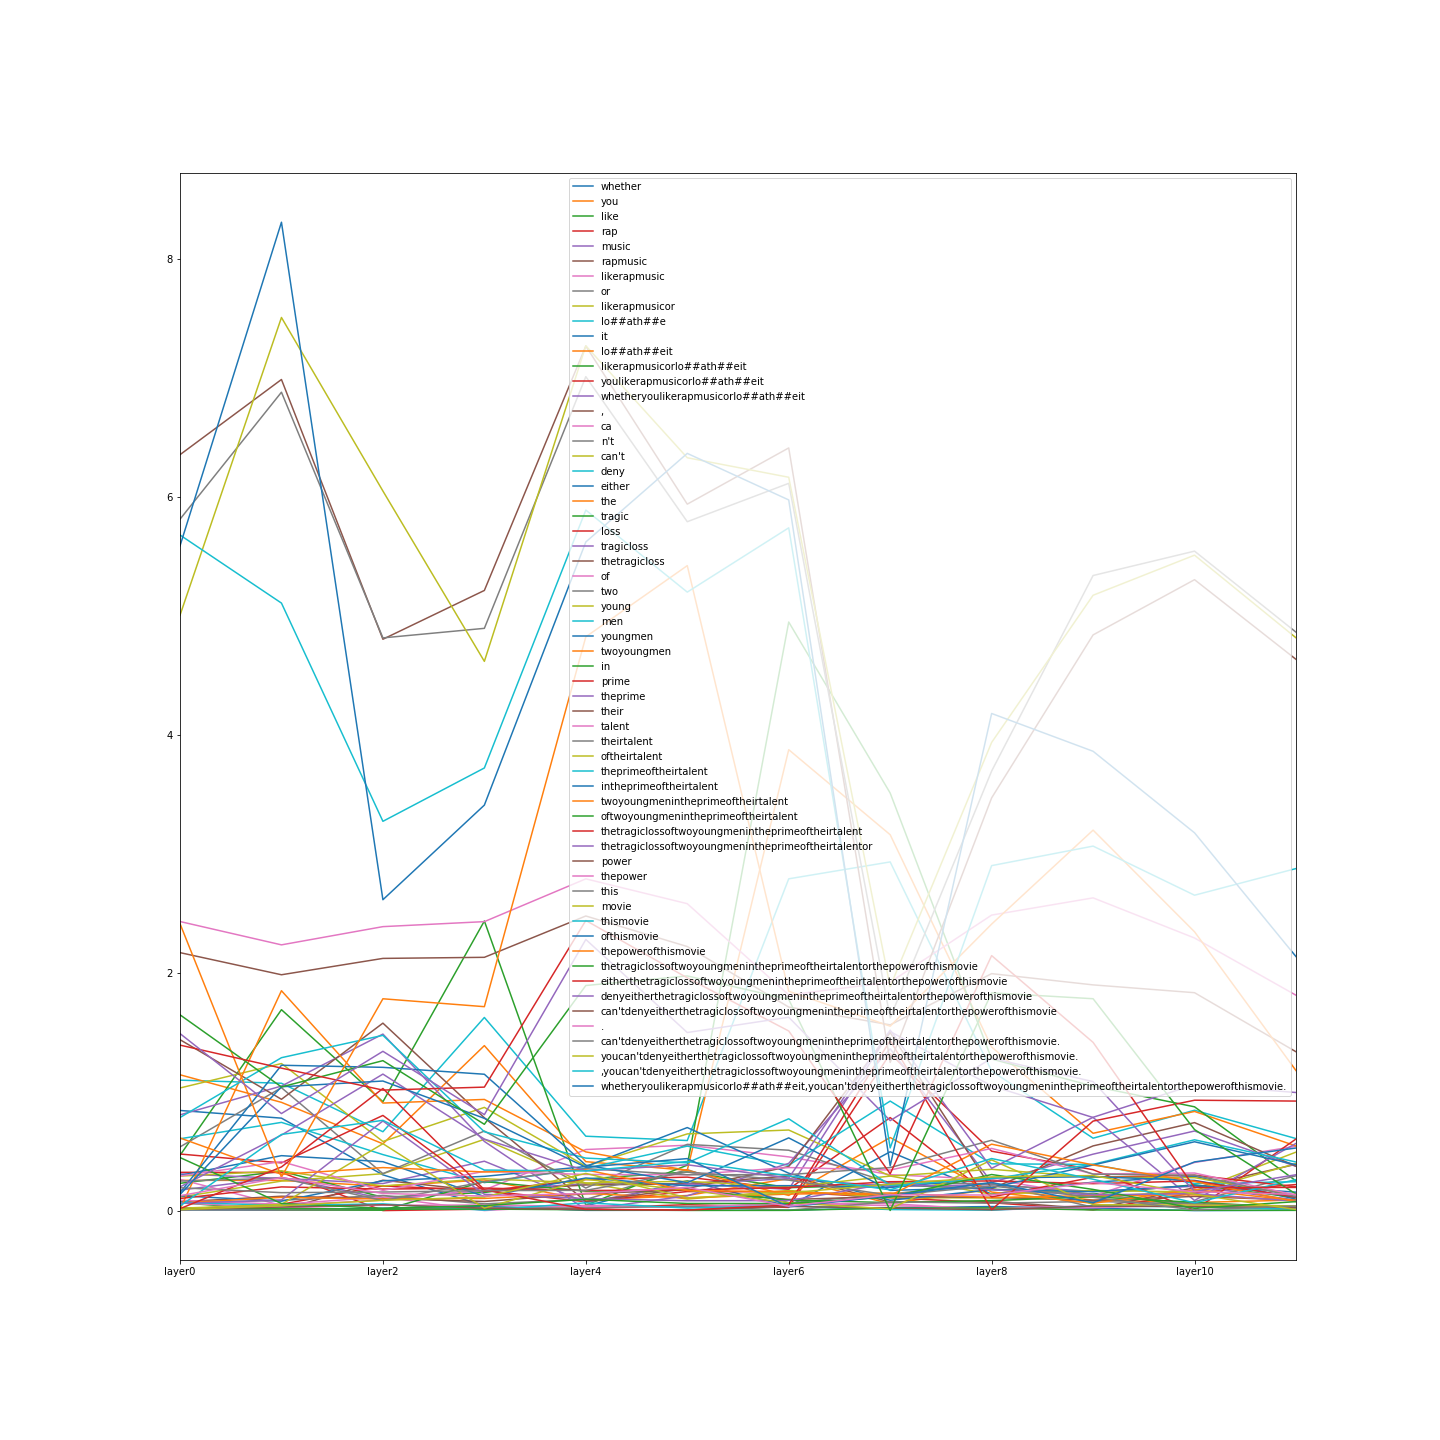 8
6
4
2
0
layer0
layer2
layer4
layer6
layer8
layer10
whether
you
like
rap
music
rapmusic
likerapmusic
or
likerapmusicor
lo##ath##e
it
lo##ath##eit
likerapmusicorlo##ath##eit
youlikerapmusicorlo##ath##eit
whetheryoulikerapmusicorlo##ath##eit
,
ca
n't
can't
deny
either
the
tragic
loss
tragicloss
thetragicloss
of
two
young
men
youngmen
twoyoungmen
in
prime
theprime
their
talent
theirtalent
oftheirtalent
theprimeoftheirtalent
intheprimeoftheirtalent
twoyoungmenintheprimeoftheirtalent
oftwoyoungmenintheprimeoftheirtalent
thetragiclossoftwoyoungmenintheprimeoftheirtalent
thetragiclossoftwoyoungmenintheprimeoftheirtalentor
power
thepower
this
movie
thismovie
ofthismovie
thepowerofthismovie
thetragiclossoftwoyoungmenintheprimeoftheirtalentorthepowerofthismovie
eitherthetragiclossoftwoyoungmenintheprimeoftheirtalentorthepowerofthismovie
denyeitherthetragiclossoftwoyoungmenintheprimeoftheirtalentorthepowerofthismovie
can'tdenyeitherthetragiclossoftwoyoungmenintheprimeoftheirtalentorthepowerofthismovie
.
can'tdenyeitherthetragiclossoftwoyoungmenintheprimeoftheirtalentorthepowerofthismovie.
youcan'tdenyeitherthetragiclossoftwoyoungmenintheprimeoftheirtalentorthepowerofthismovie.
,youcan'tdenyeitherthetragiclossoftwoyoungmenintheprimeoftheirtalentorthepowerofthismovie.
whetheryoulikerapmusicorlo##ath##eit,youcan'tdenyeitherthetragiclossoftwoyoungmenintheprimeoftheirtalentorthepowerofthismovie.